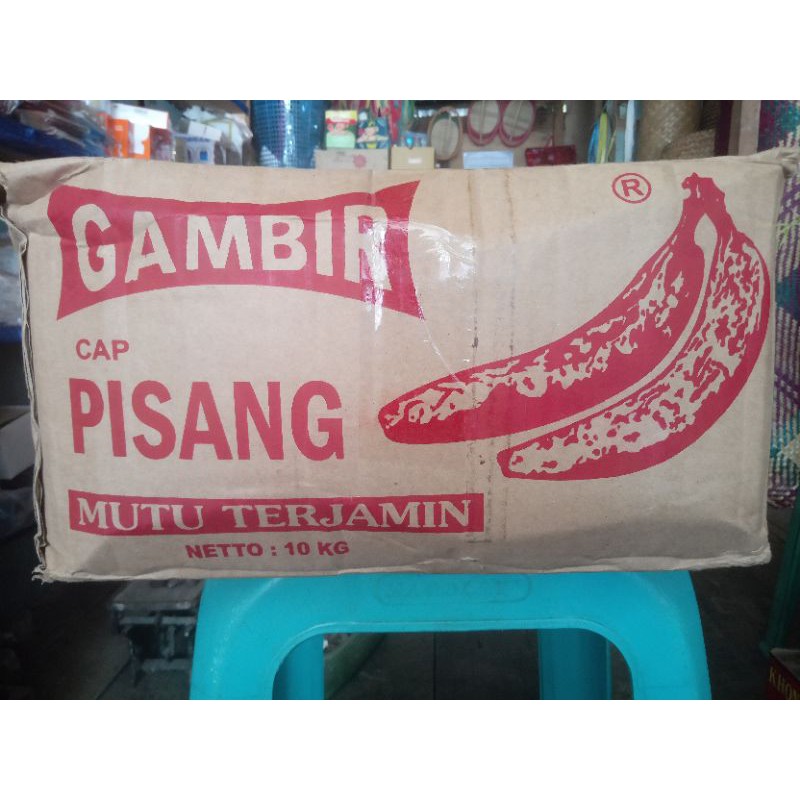 GAMBIR
®
CAP
PISANG
MUTU TERJAMIN
NETTO : 10 KG